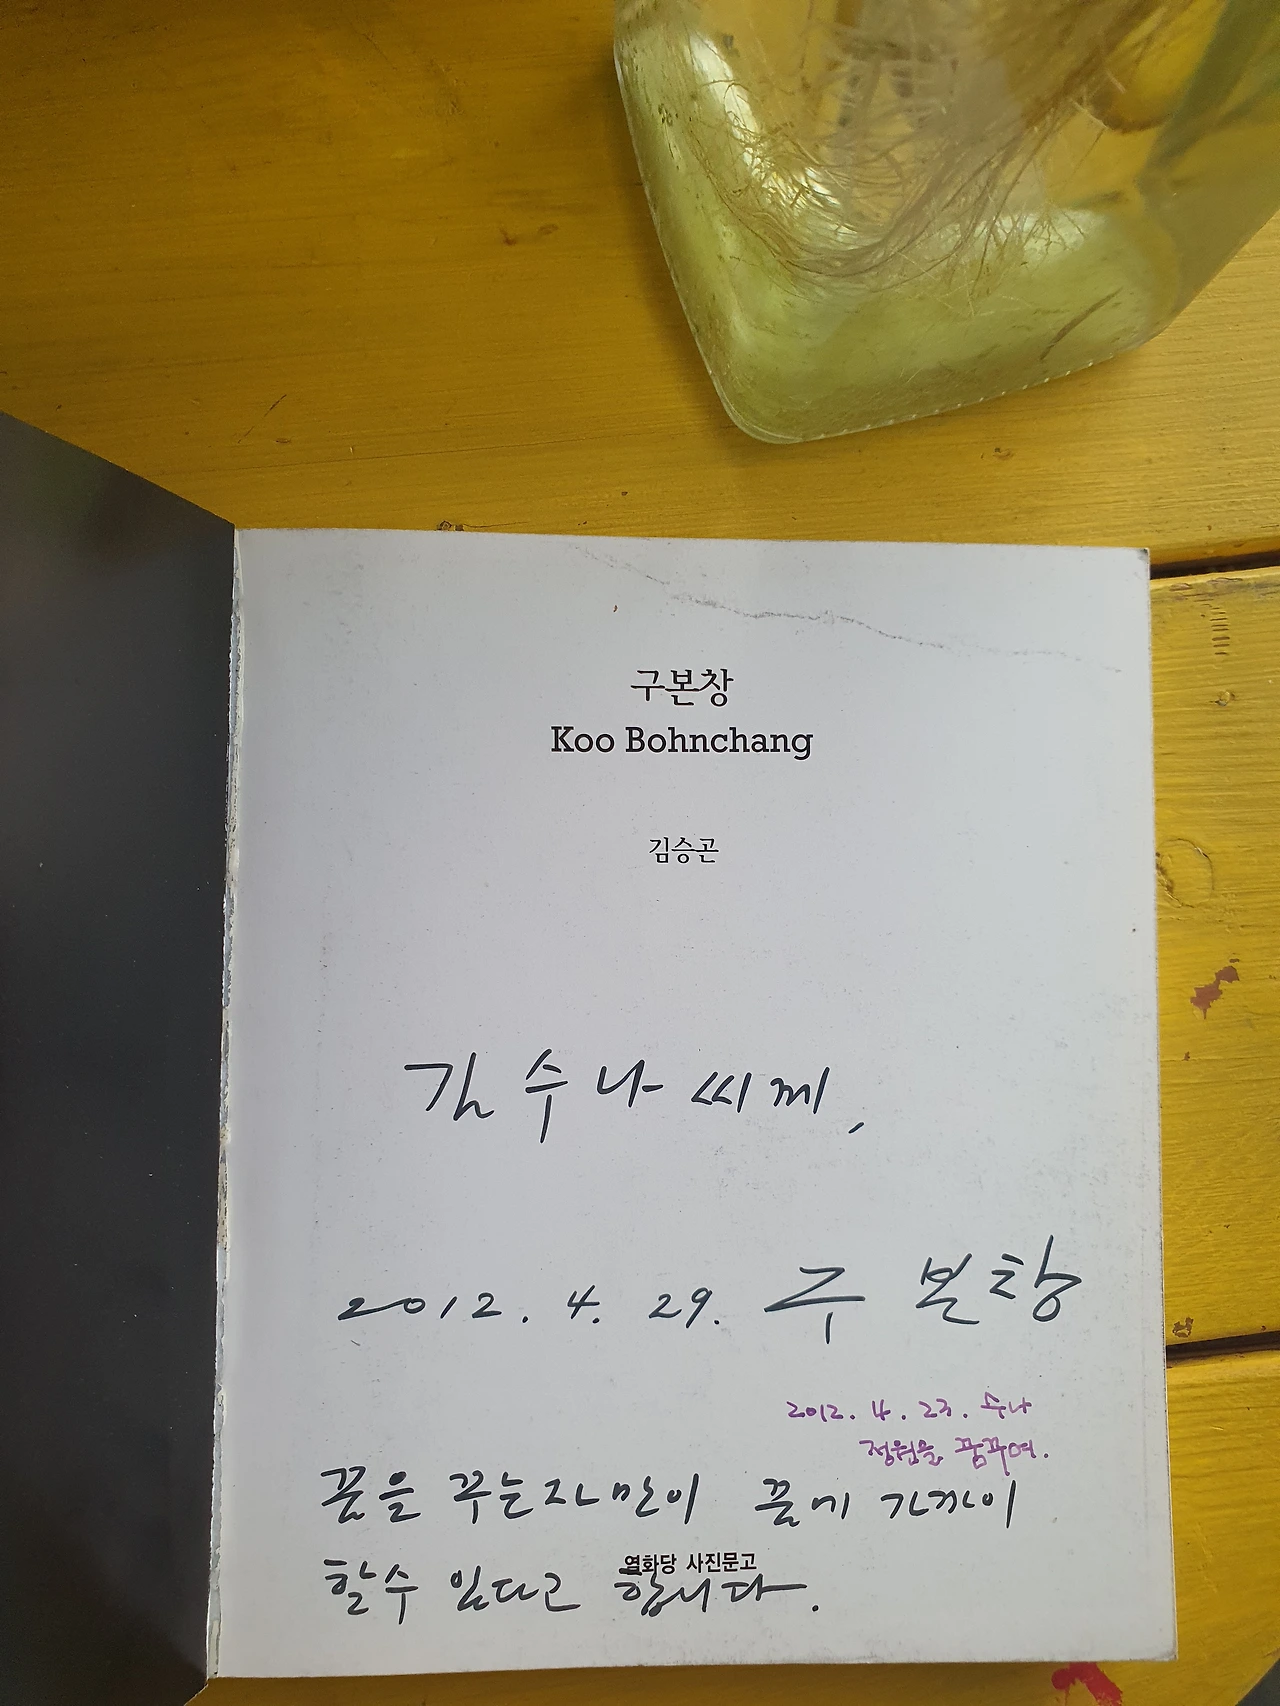 구본창
Koo Bohnchang
김승곤
김 수나 씨께,
2012. 4. 29. 구 본창
2012. 4. 23. 수나
정원을 꿈꾸며.
꿈을 꾸는자만이 꿈에 가까이
열화당 사진문고
할수 있다고 합니다.